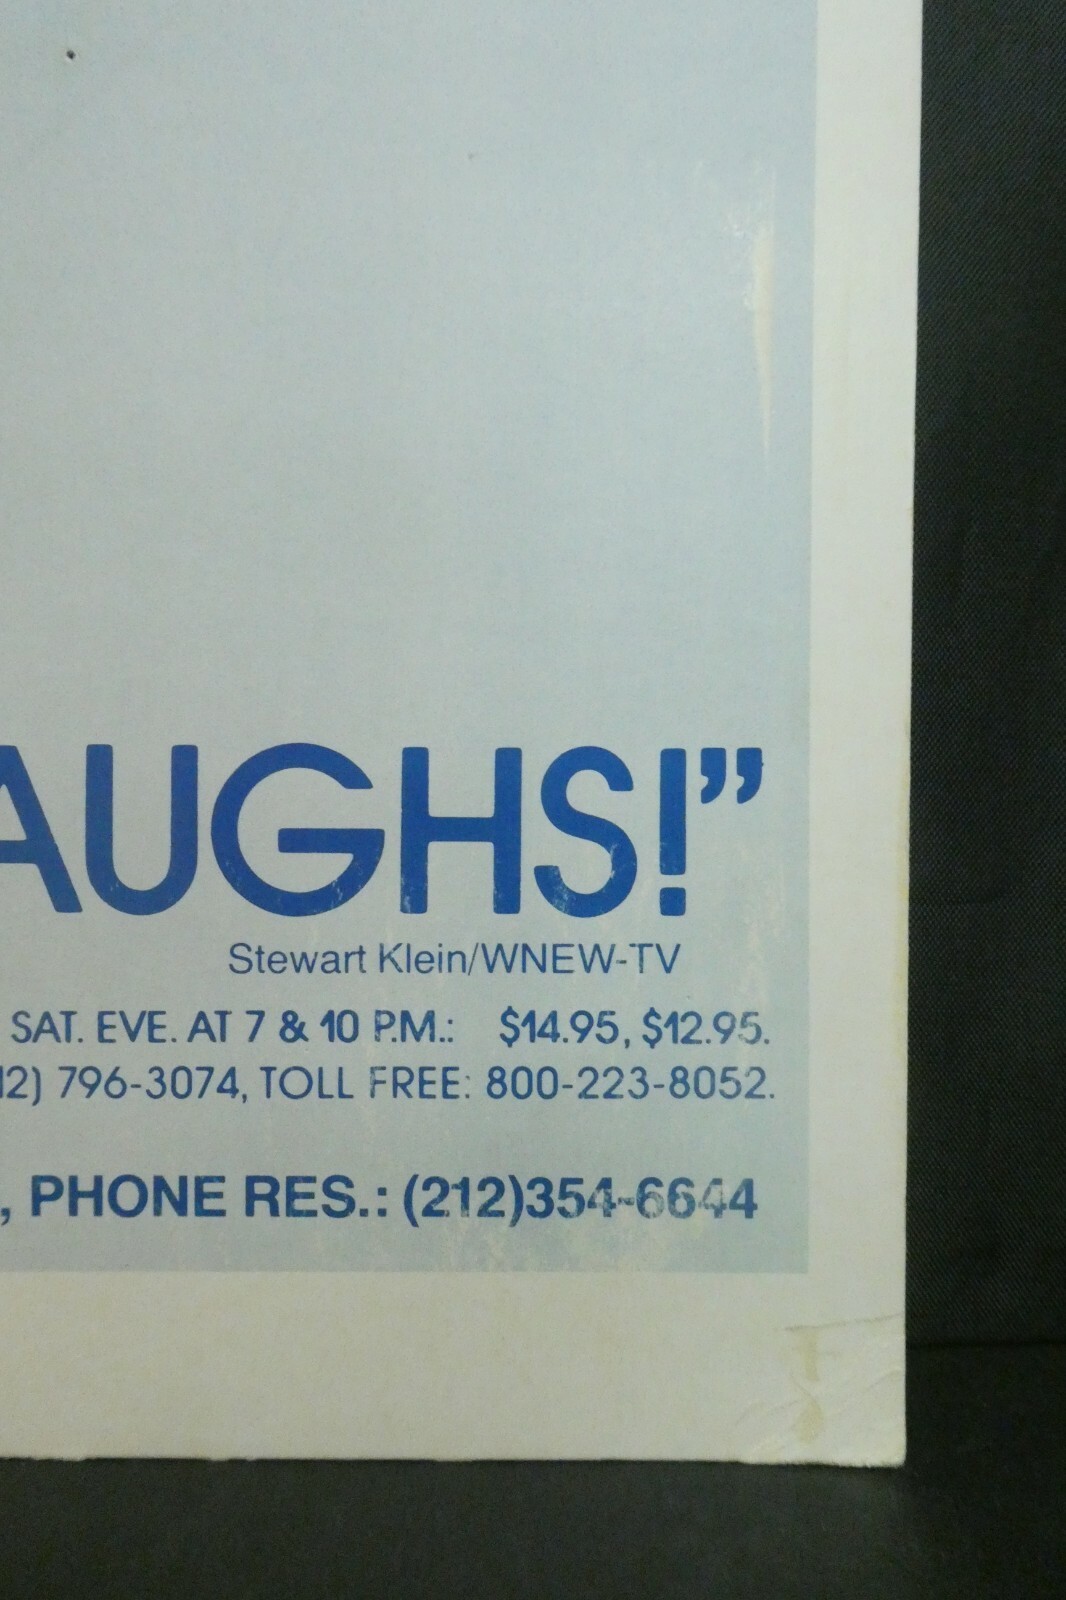 AUGHS!”
Stewart Klein/WNEW-TV
SAT. EVE. AT 7 & 10 P.M.: $14.95, $12.95.
12) 796-3074, TOLL FREE: 800-223-8052.
, PHONE RES.: (212)354-6644